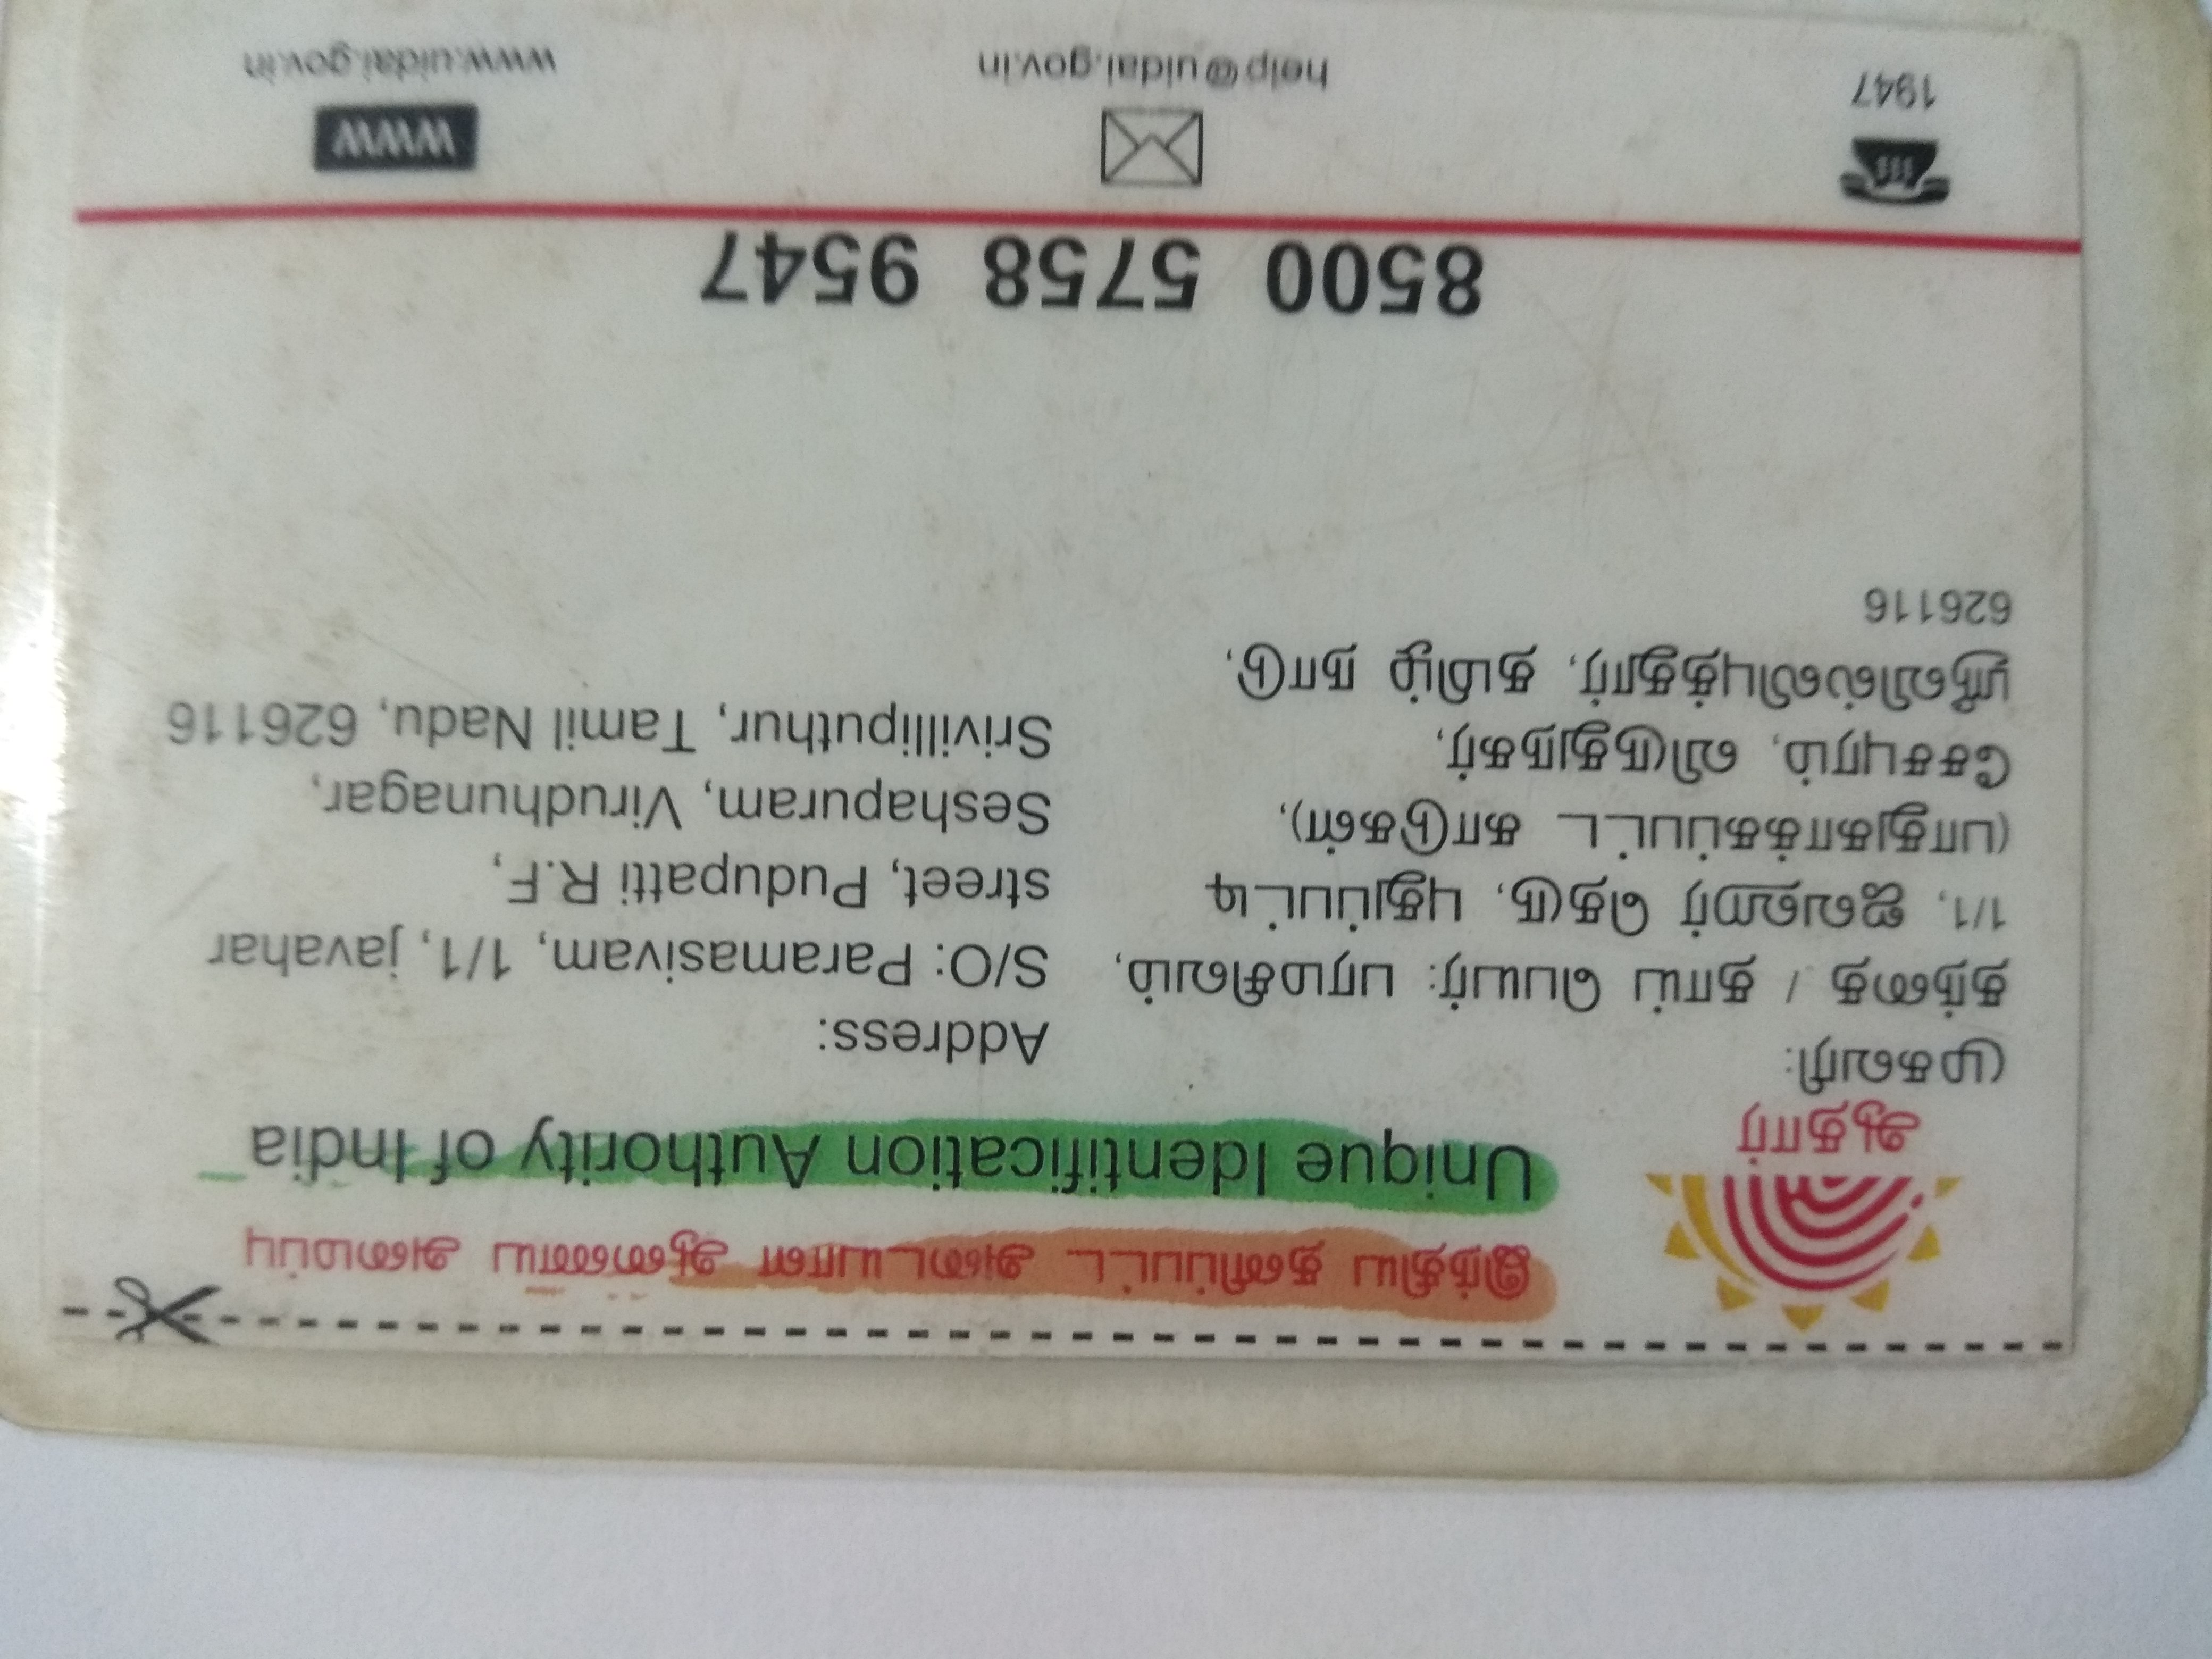 இந்திய தனிப்பட்ட அடையாள ஆணைய அமைப்பு
Unique Identification Authority of India
ஆதார்
முகவரி:
தந்தை / தாய் பெயர்: பரமசிவம்,
1/1, ஜவஹர் தெரு, புதுப்பட்டி
(பாதுகாக்கப்பட்ட காடுகள்),
சேசபுரம், விருதுநகர்,
ஸ்ரீவில்லிபுத்தூர், தமிழ் நாடு,
626116
Address:
S/O: Paramasivam, 1/1, javahar
street, Pudupatti R.F,
Seshapuram, Virudhunagar,
Srivilliputhur, Tamil Nadu, 626116
8500 5758 9547
1947
help@uidai.gov.in
WWW
www.uidai.gov.in